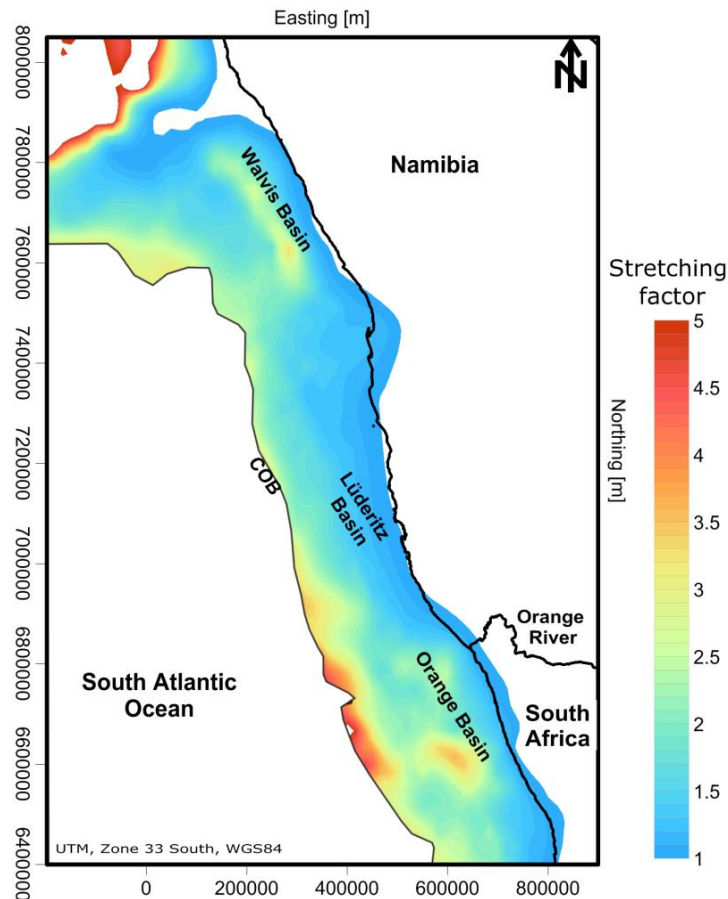 Easting [m]
8000000
7800000
7600000
7400000
7200000
7000000
6800000
6600000
6400000
N
Namibia
Walvis Basin
Stretching
factor
5
4.5
4
3.5
3
2.5
2
1.5
1
Northing [m]
COB
Lüderitz
Basin
Orange
River
Orange Basin
South Atlantic
Ocean
South
Africa
UTM, Zone 33 South, WGS84
0
200000
400000
600000
800000